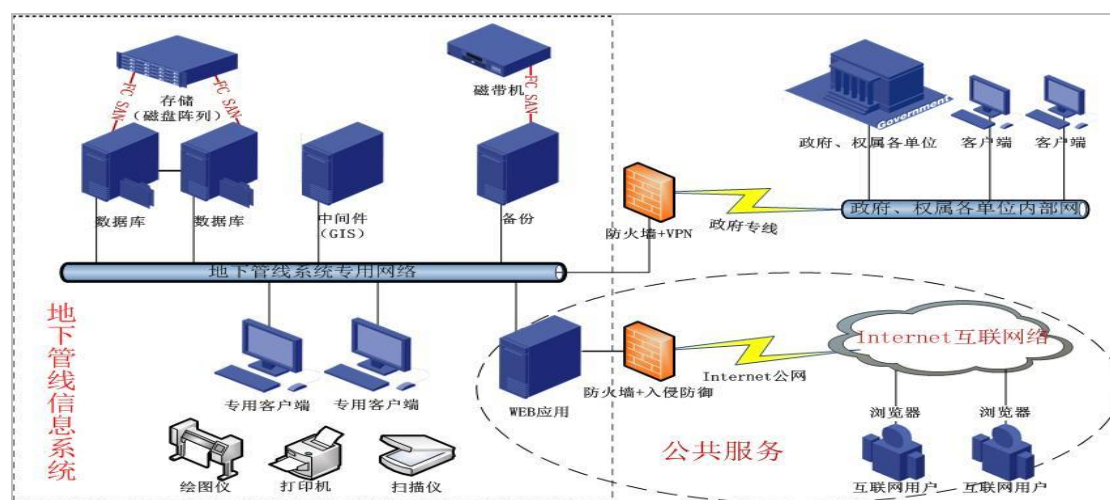 FC SAN
FC SAN
存储
(磁盘阵列)
磁带机
FC SAN
Government
政府、权属各单位
客户端
客户端
数据库
数据库
中间件
(GIS)
备份
防火墙+VPN
政府专线
政府、权属各单位内部网
地下管线系统专用网络
地下管线信息系统
专用客户端
专用客户端
WEB应用
防火墙+入侵防御
Internet公网
Internet互联网络
浏览器
浏览器
公共服务
绘图仪
打印机
扫描仪
互联网用户
互联网用户